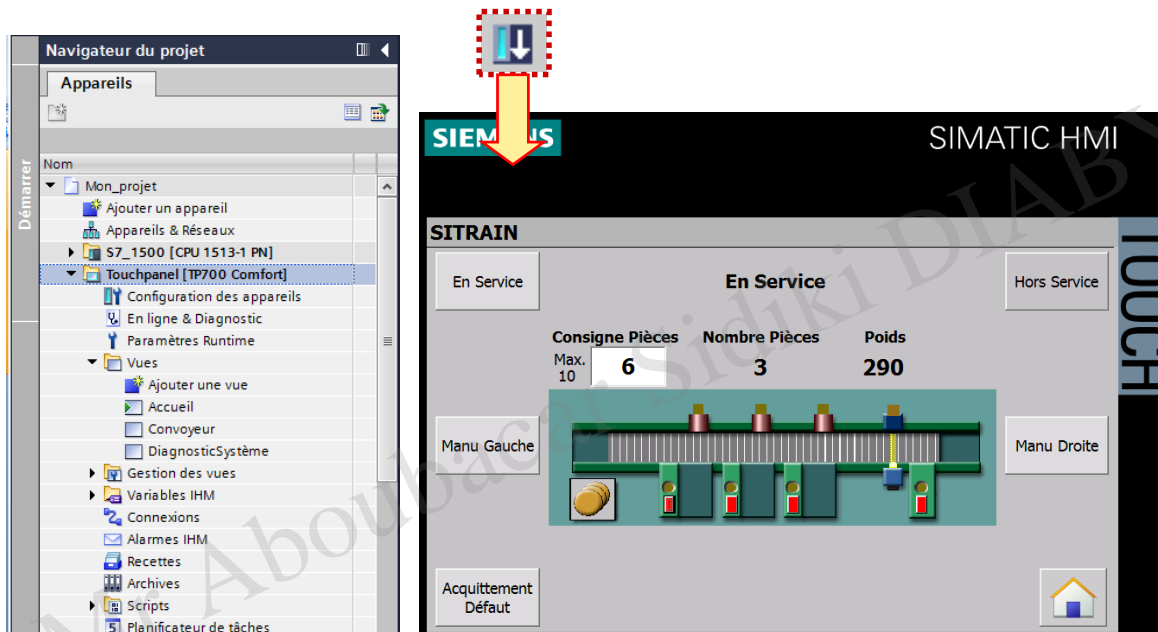 Navigateur du projet
Appareils
Démarrer
Nom
Mon_projet
Ajouter un appareil
Appareils & Réseaux
S7_1500 [CPU 1513-1 PN]
Touchpanel [TP700 Comfort]
Configuration des appareils
En ligne & Diagnostic
Paramètres Runtime
Vues
Ajouter une vue
Accueil
Convoyeur
DiagnosticSystème
Gestion des vues
Variables IHM
Connexions
Alarmes IHM
Recettes
Archives
Scripts
Planificateur de tâches
SIEMENS
SIMATIC HMI
TOUCH
SITRAIN
En Service
En Service
Hors Service
Consigne Pièces Nombre Pièces Poids
Max.
10
6 3 290
Manu Gauche
Manu Droite
Acquittement
Défaut
Mr Aboubacar Sidiki DIABY